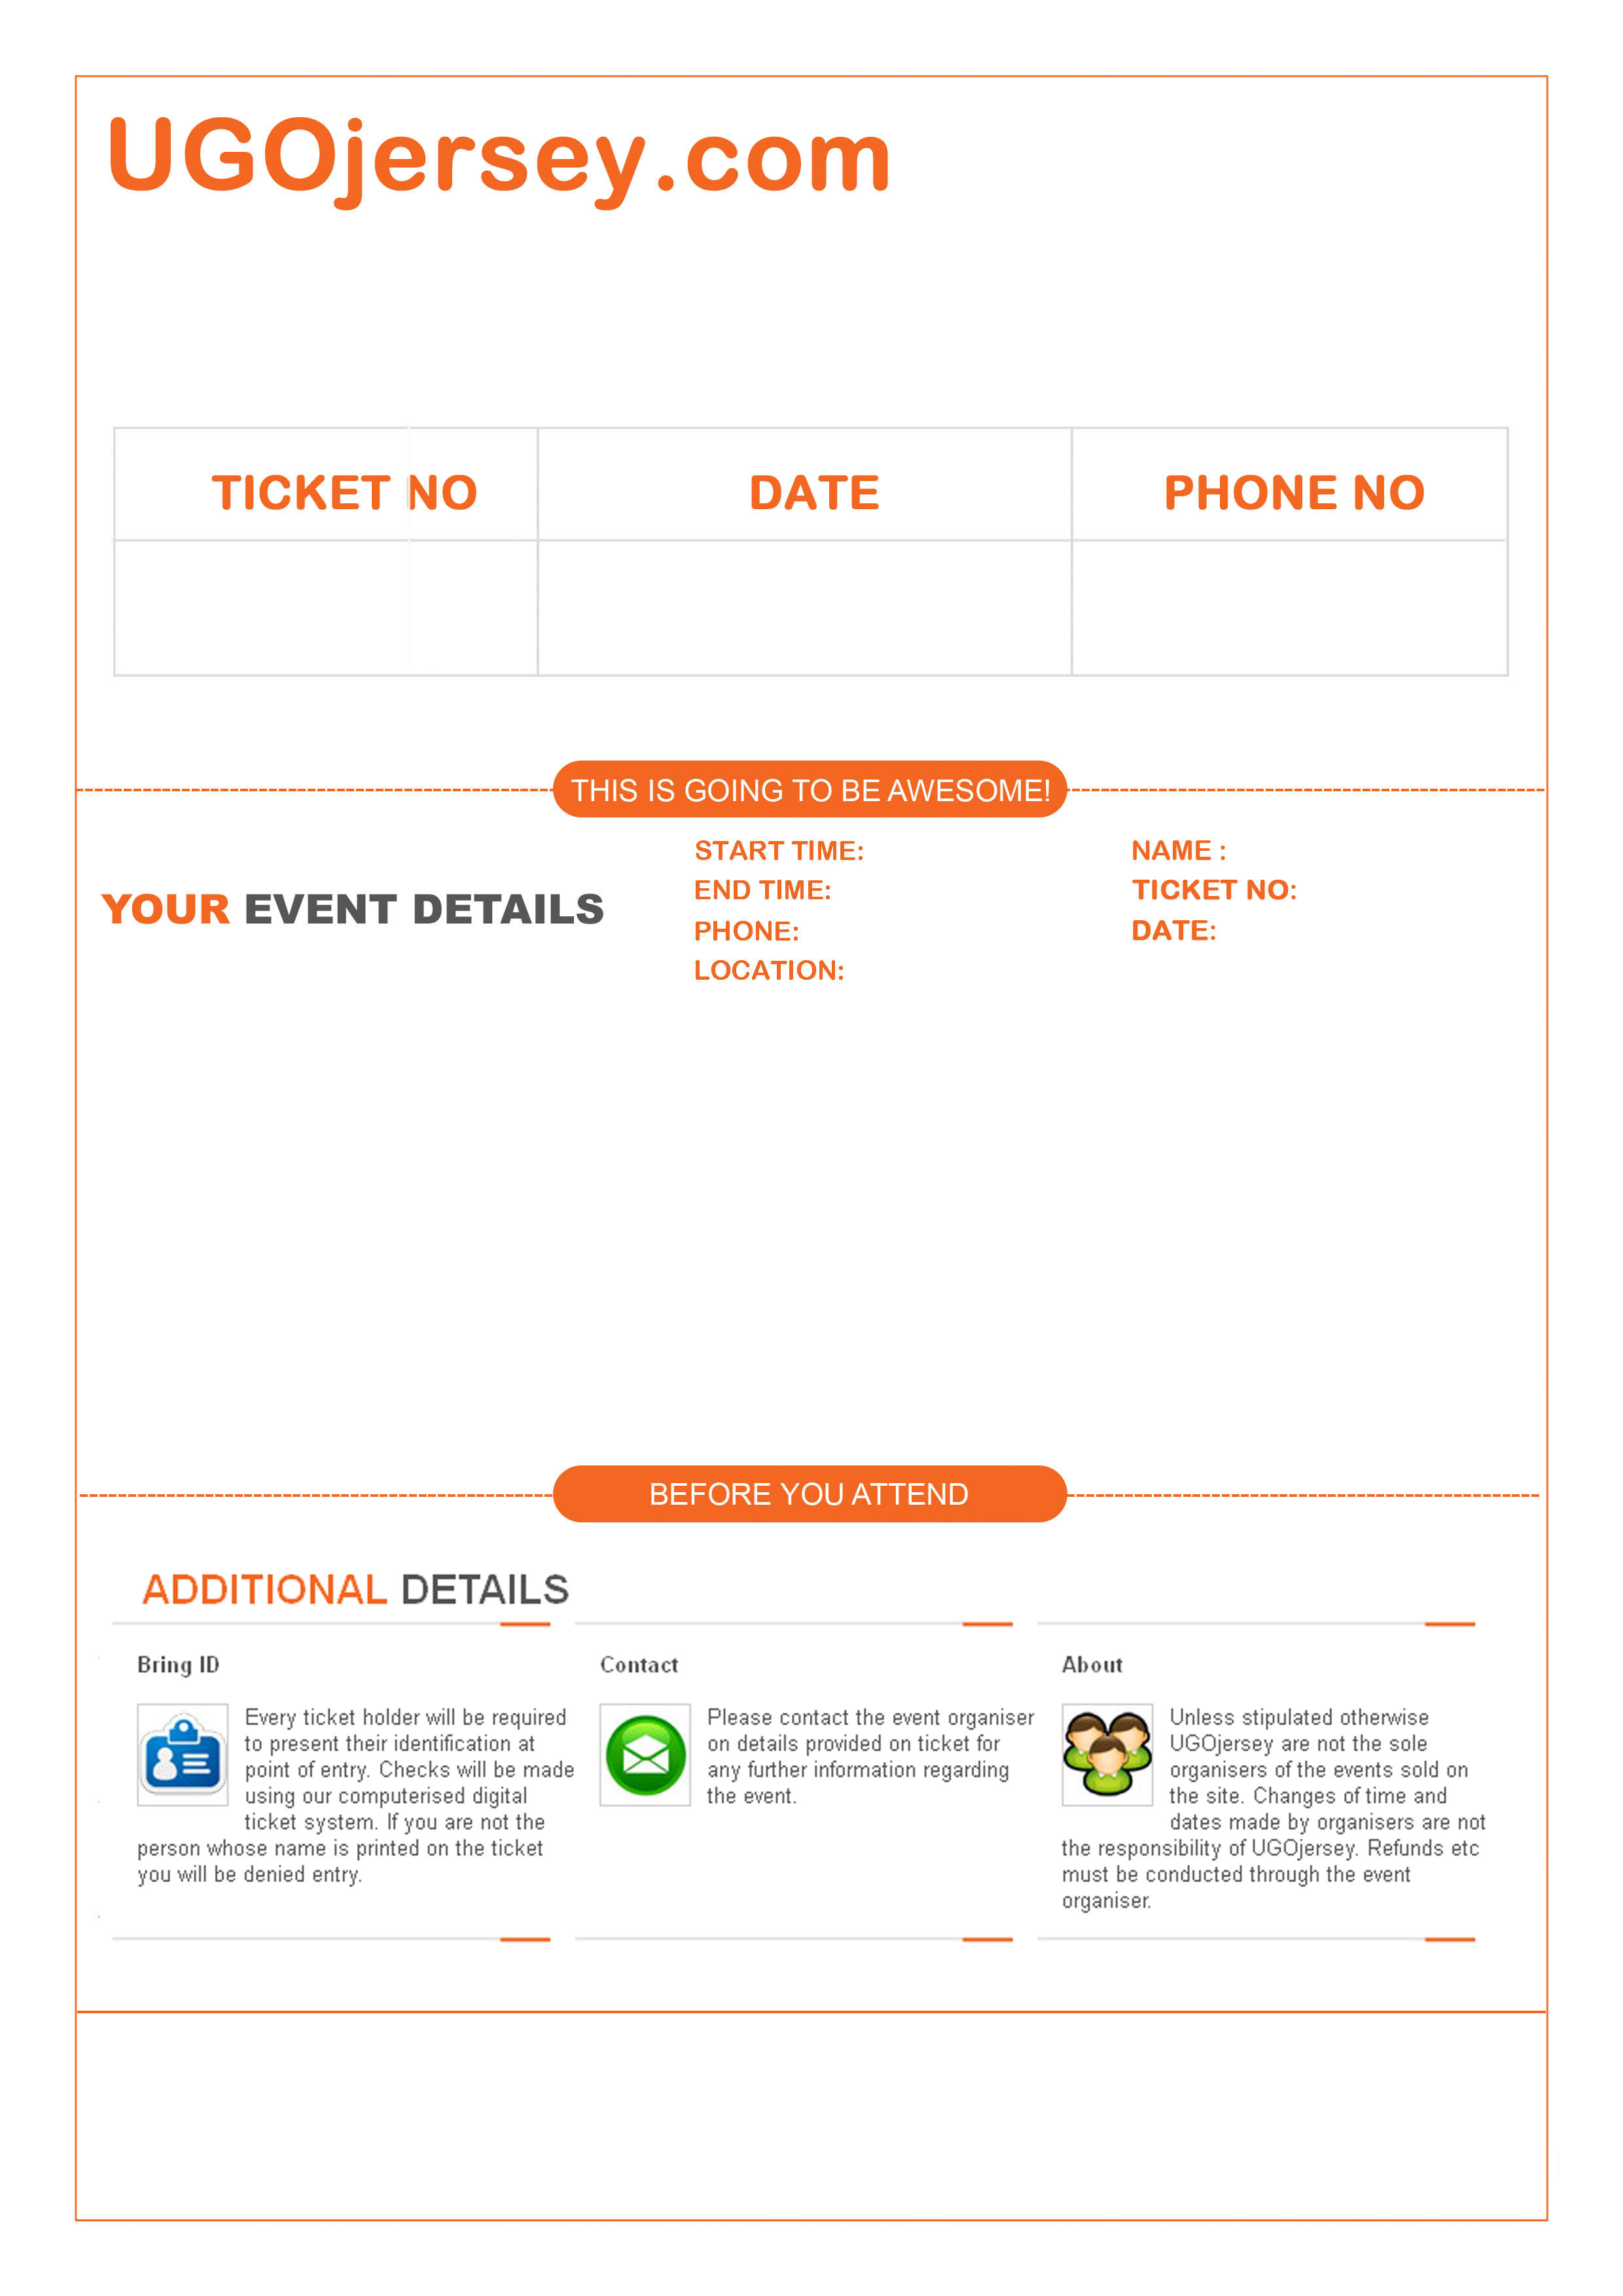 UGOjersey.com
TICKET NO DATE PHONE NO
THIS IS GOING TO BE AWESOME!
YOUR EVENT DETAILS
START TIME:
END TIME:
PHONE:
LOCATION:
NAME :
TICKET NO:
DATE:
BEFORE YOU ATTEND
ADDITIONAL DETAILS
Bring ID
Every ticket holder will be required
to present their identification at
point of entry. Checks will be made
using our computerised digital
ticket system. If you are not the
person whose name is printed on the ticket
you will be denied entry.
Contact
Please contact the event organiser
on details provided on ticket for
any further information regarding
the event.
About
Unless stipulated otherwise
UGOjersey are not the sole
organisers of the events sold on
the site. Changes of time and
dates made by organisers are not
the responsibility of UGOjersey. Refunds etc
must be conducted through the event
organiser.